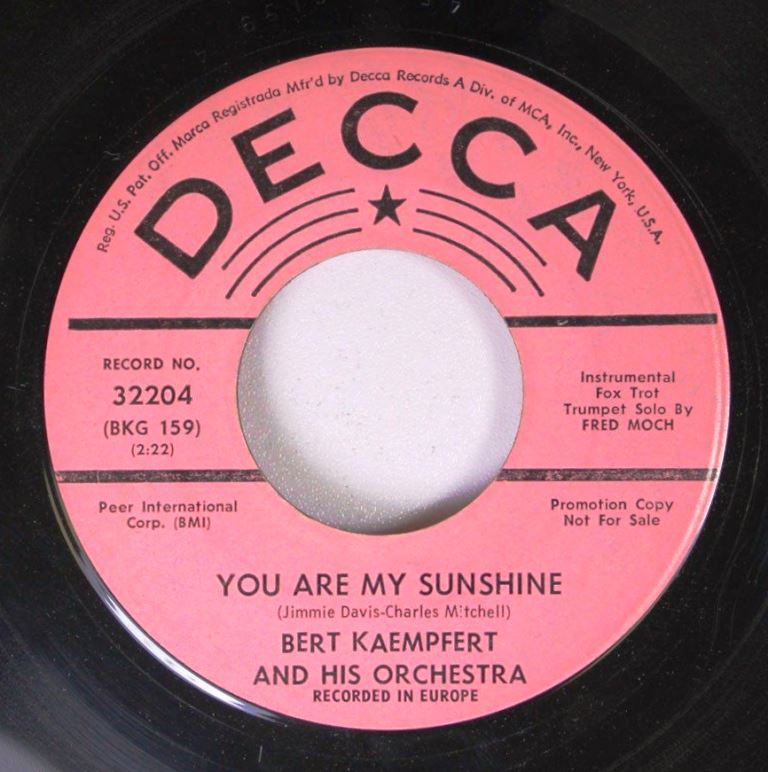 Reg. U.S. Pat. Off. Marca Registrada Mfr'd by Decca Records A Div. of MCA, Inc., New York, U.S.A.
DECCA
RECORD NO.
32204
(BKG 159)
(2:22)
Instrumental
Fox Trot
Trumpet Solo By
FRED MOCH
Peer International
Corp. (BMI)
Promotion Copy
Not For Sale
YOU ARE MY SUNSHINE
(Jimmie Davis-Charles Mitchell)
BERT KAEMPFERT
AND HIS ORCHESTRA
RECORDED IN EUROPE